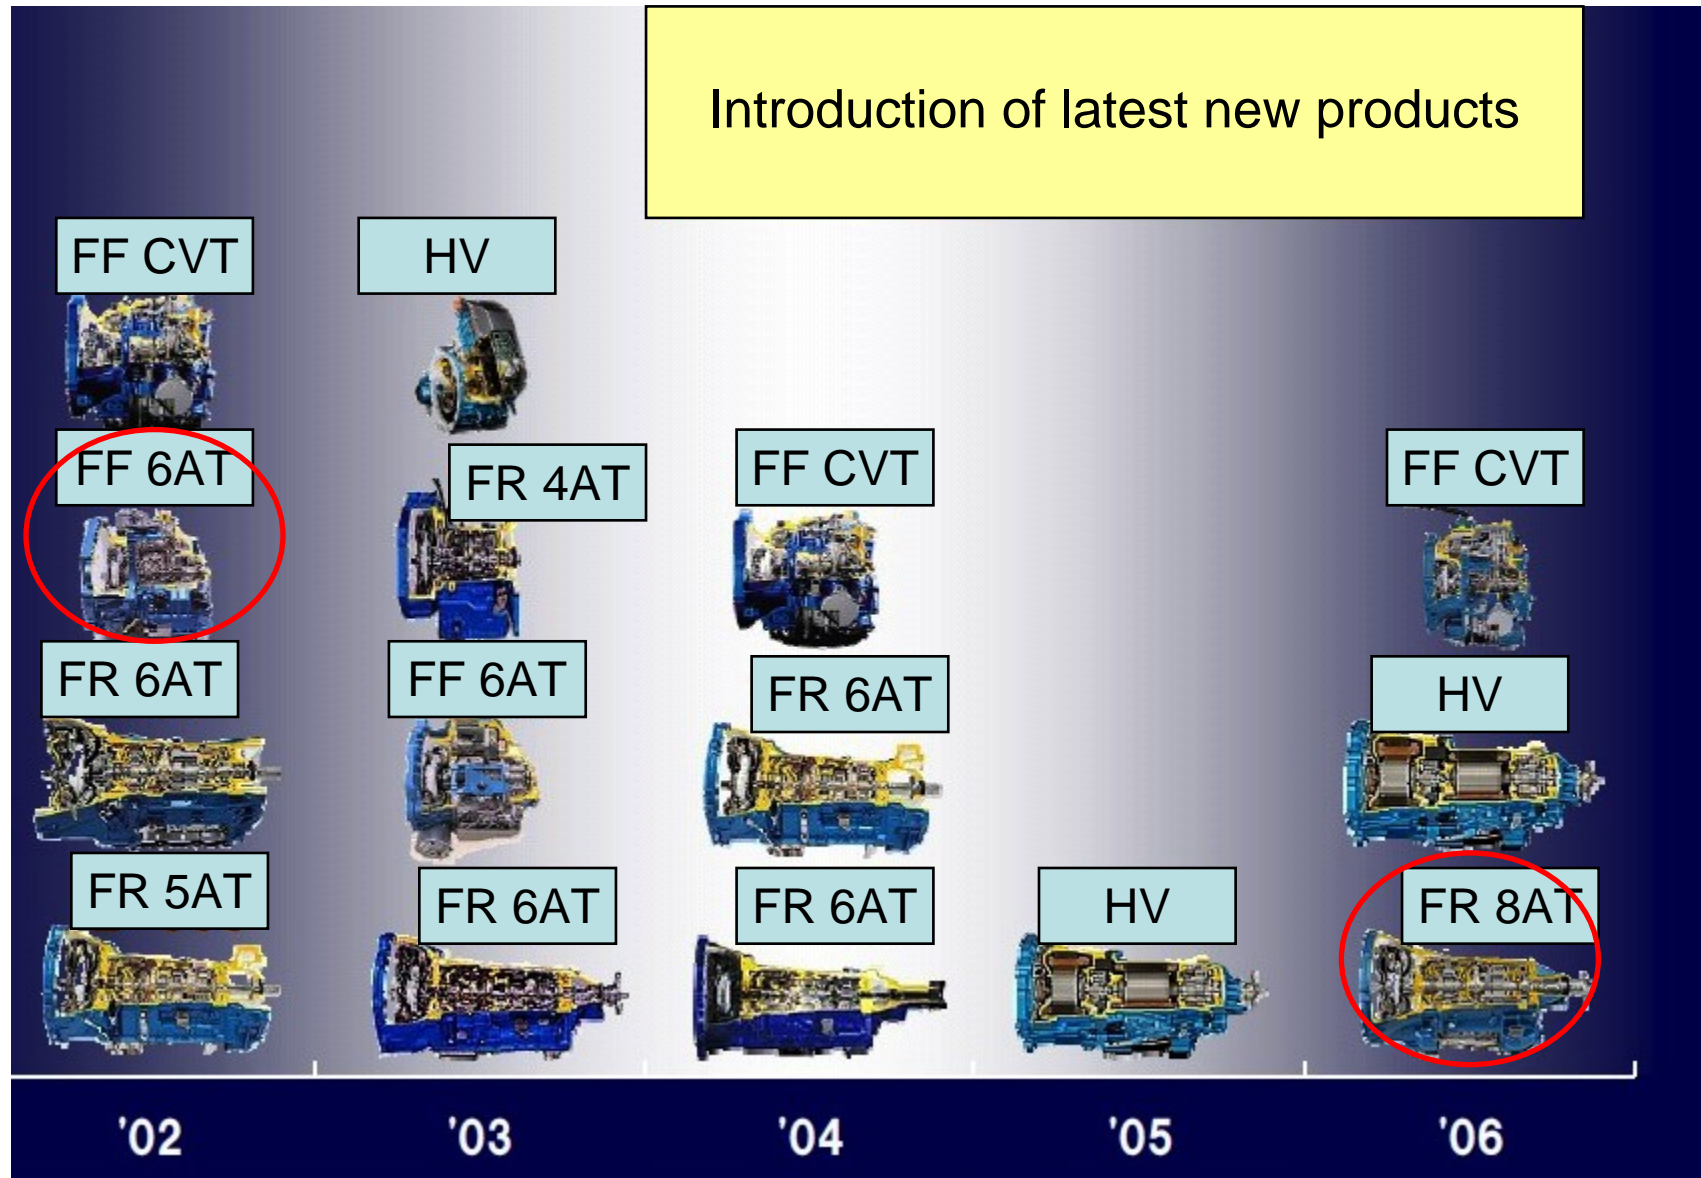 Introduction of latest new products
FF CVT
HV
FF 6AT
FR 4AT
FF CVT
FF CVT
FR 6AT
FF 6AT
FR 6AT
HV
FR 5AT
FR 6AT
FR 6AT
HV
FR 8AT
'02
'03
'04
'05
'06